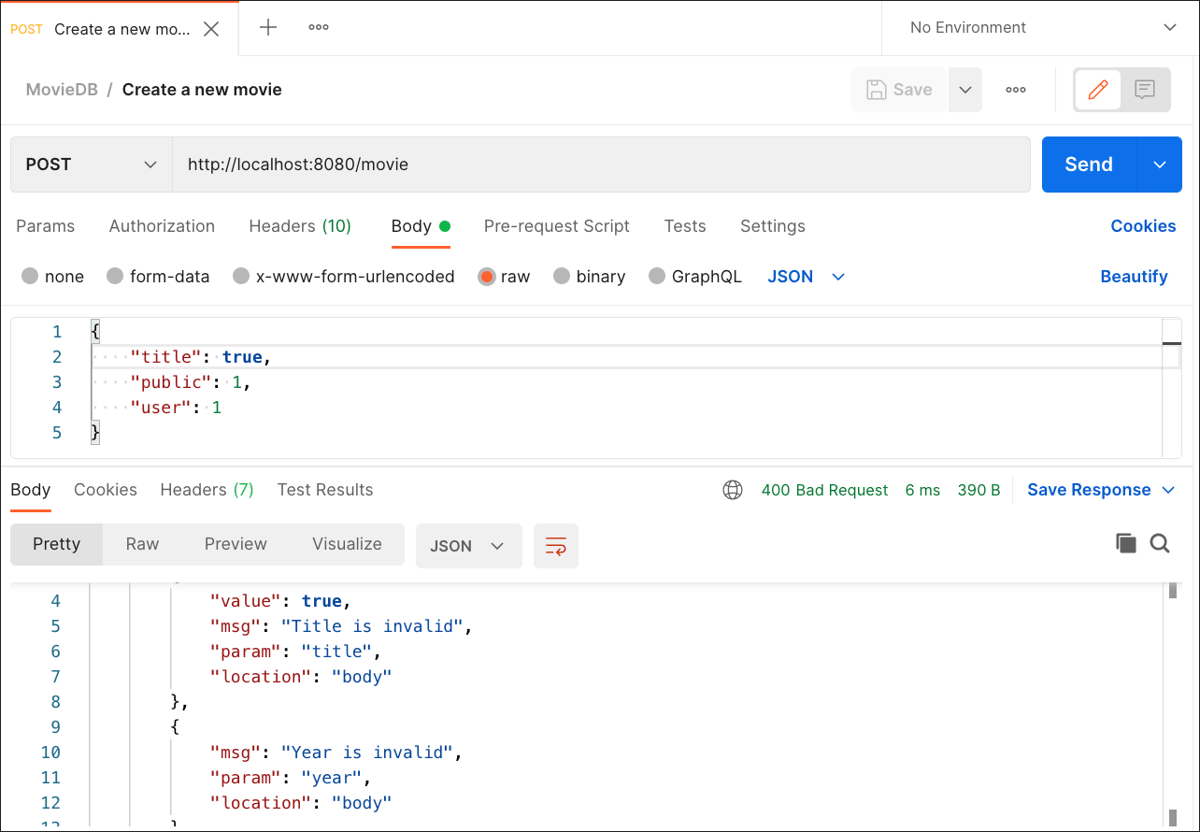 POST Create a new mo... No Environment
MovieDB / Create a new movie Save
POST http://localhost:8080/movie Send
Params Authorization Headers (10) Body Pre-request Script Tests Settings Cookies
none form-data x-www-form-urlencoded raw binary GraphQL JSON Beautify
1 {
2 "title": true,
3 "public": 1,
4 "user": 1
5 }
Body Cookies Headers (7) Test Results 400 Bad Request 6 ms 390 B Save Response
Pretty Raw Preview Visualize JSON
4 "value": true,
5 "msg": "Title is invalid",
6 "param": "title",
7 "location": "body"
8 },
9 {
10 "msg": "Year is invalid",
11 "param": "year",
12 "location": "body"